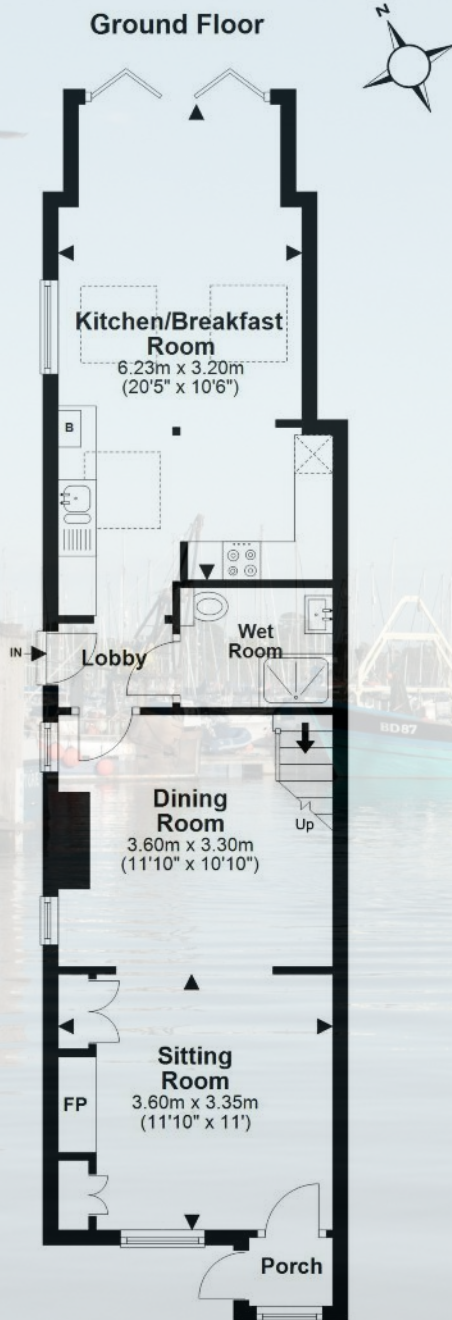 Ground Floor
N
Kitchen/Breakfast
Room
6.23m x 3.20m
(20'5" x 10'6")
B
IN
Lobby
Wet
Room
BD87
Dining
Room
3.60m x 3.30m
(11'10" x 10'10")
Up
Sitting
Room
3.60m x 3.35m
(11'10" x 11')
FP
Porch